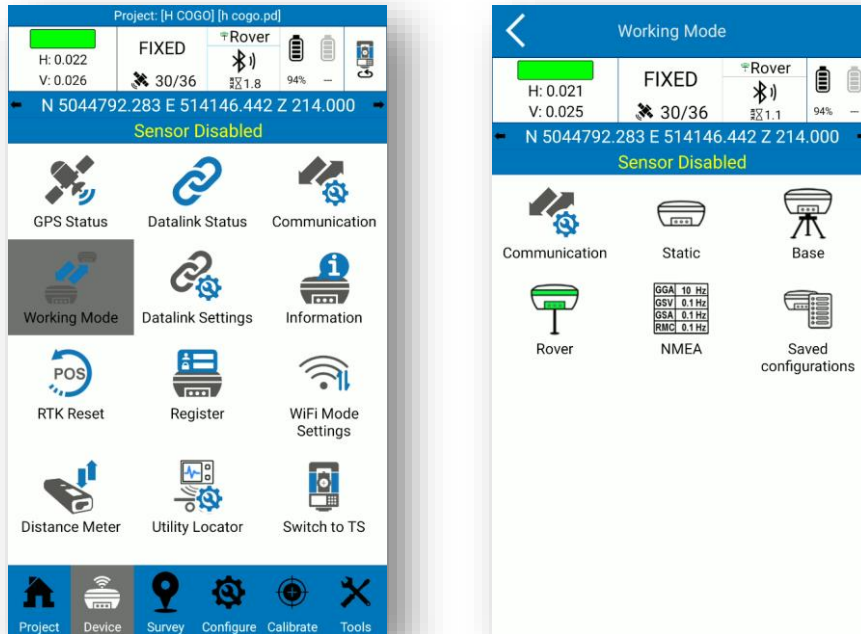 Project: [H COGO] [h cogo.pd]
H: 0.022
V: 0.026
FIXED
30/36
Rover
1.8
94%
--
N 5044792.283 E 514146.442 Z 214.000
Sensor Disabled
GPS Status
Datalink Status
Communication
Working Mode
Datalink Settings
Information
POS
RTK Reset
Register
WiFi Mode
Settings
Distance Meter
Utility Locator
Switch to TS
Project
Device
Survey
Configure
Calibrate
Tools
Working Mode
H: 0.021
V: 0.025
FIXED
30/36
Rover
1.1
94%
--
N 5044792.283 E 514146.442 Z 214.000
Sensor Disabled
Communication
Static
Base
GGA 10 Hz
GSV 0.1 Hz
GSA 0.1 Hz
RMC 0.1 Hz
Rover
NMEA
Saved
configurations